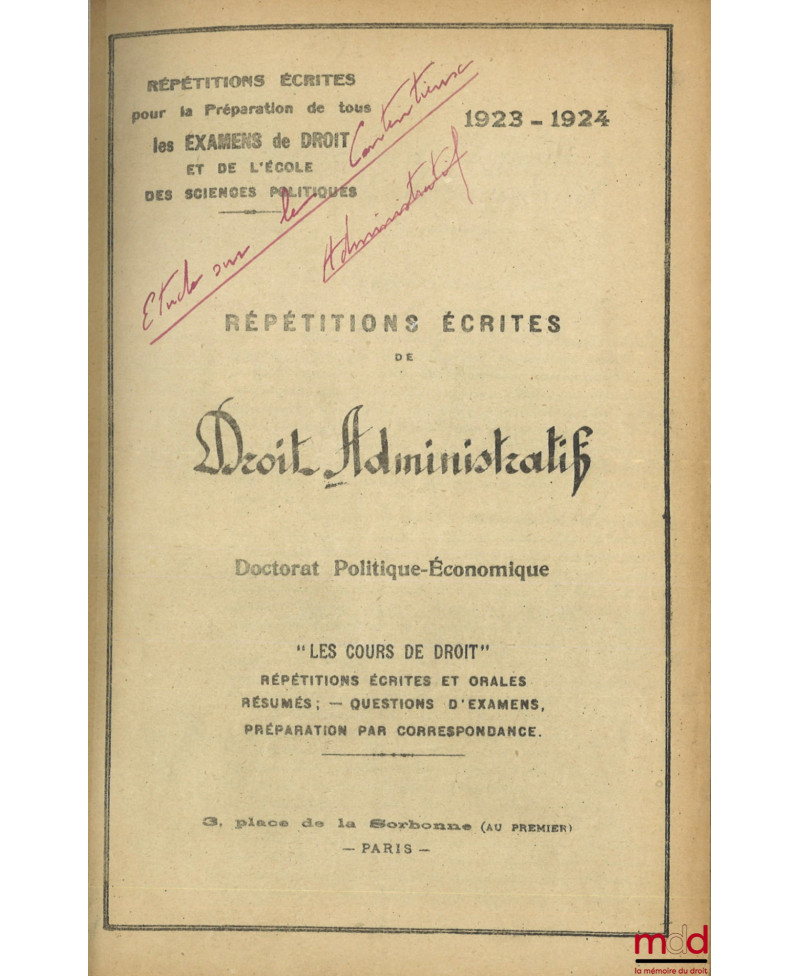 RÉPÉTITIONS ÉCRITES
pour la Préparation de tous
les EXAMENS de DROIT
ET DE L'ÉCOLE
DES SCIENCES POLITIQUES
1923 - 1924
Etude sur le Contentieux
Administratif
RÉPÉTITIONS ÉCRITES
DE
Droit Administratif
Doctorat Politique-Économique
"LES COURS DE DROIT"
RÉPÉTITIONS ÉCRITES ET ORALES
RÉSUMÉS; — QUESTIONS D'EXAMENS,
PRÉPARATION PAR CORRESPONDANCE.
3, place de la Sorbonne (AU PREMIER)
— PARIS —
mdd
la mémoire du droit